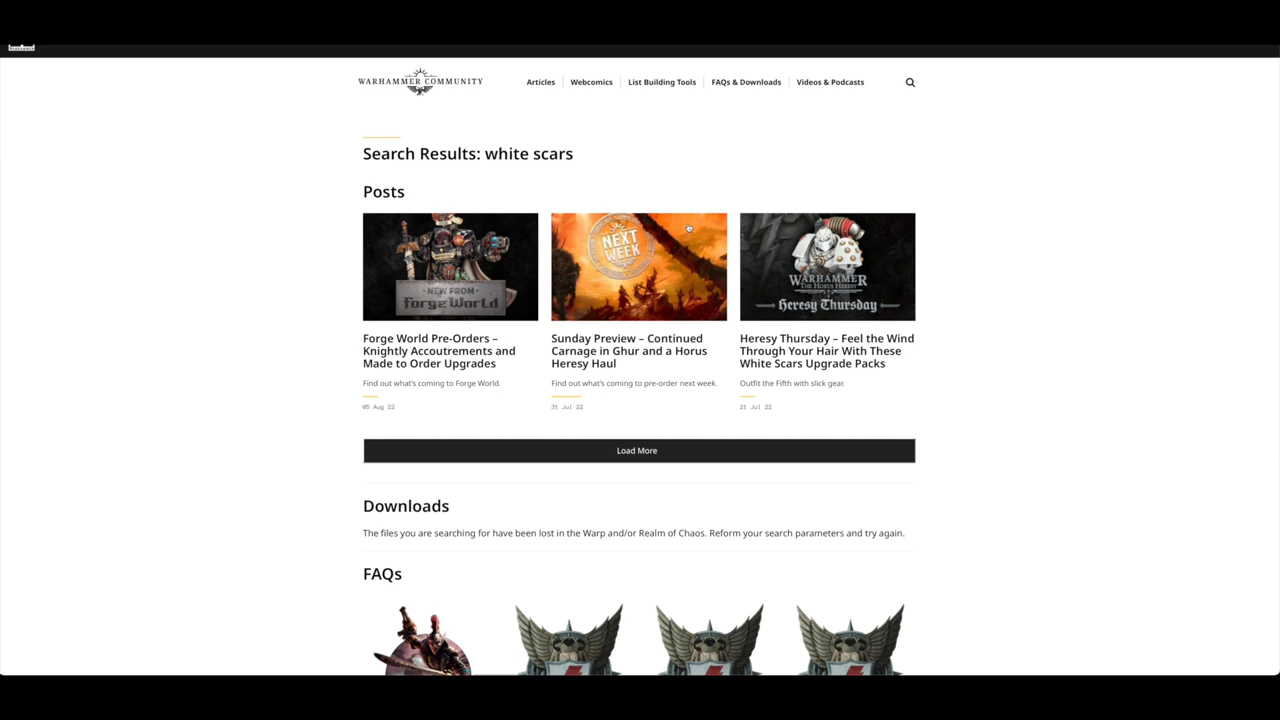 WARHAMMER COMMUNITY
Articles
Webcomics
List Building Tools
FAQs & Downloads
Videos & Podcasts
Search Results: white scars
Posts
- NEW FROM -
Forge World
NEXT
WEEK
WARHAMMER
THE HORUS HERESY
Heresy Thursday
Forge World Pre-Orders –
Knightly Accoutrements and
Made to Order Upgrades
Find out what's coming to Forge World.
05 Aug 22
Sunday Preview – Continued
Carnage in Ghur and a Horus
Heresy Haul
Find out what's coming to pre-order next week.
31 Jul 22
Heresy Thursday – Feel the Wind
Through Your Hair With These
White Scars Upgrade Packs
Outfit the Fifth with slick gear.
21 Jul 22
Load More
Downloads
The files you are searching for have been lost in the Warp and/or Realm of Chaos. Reform your search parameters and try again.
FAQs